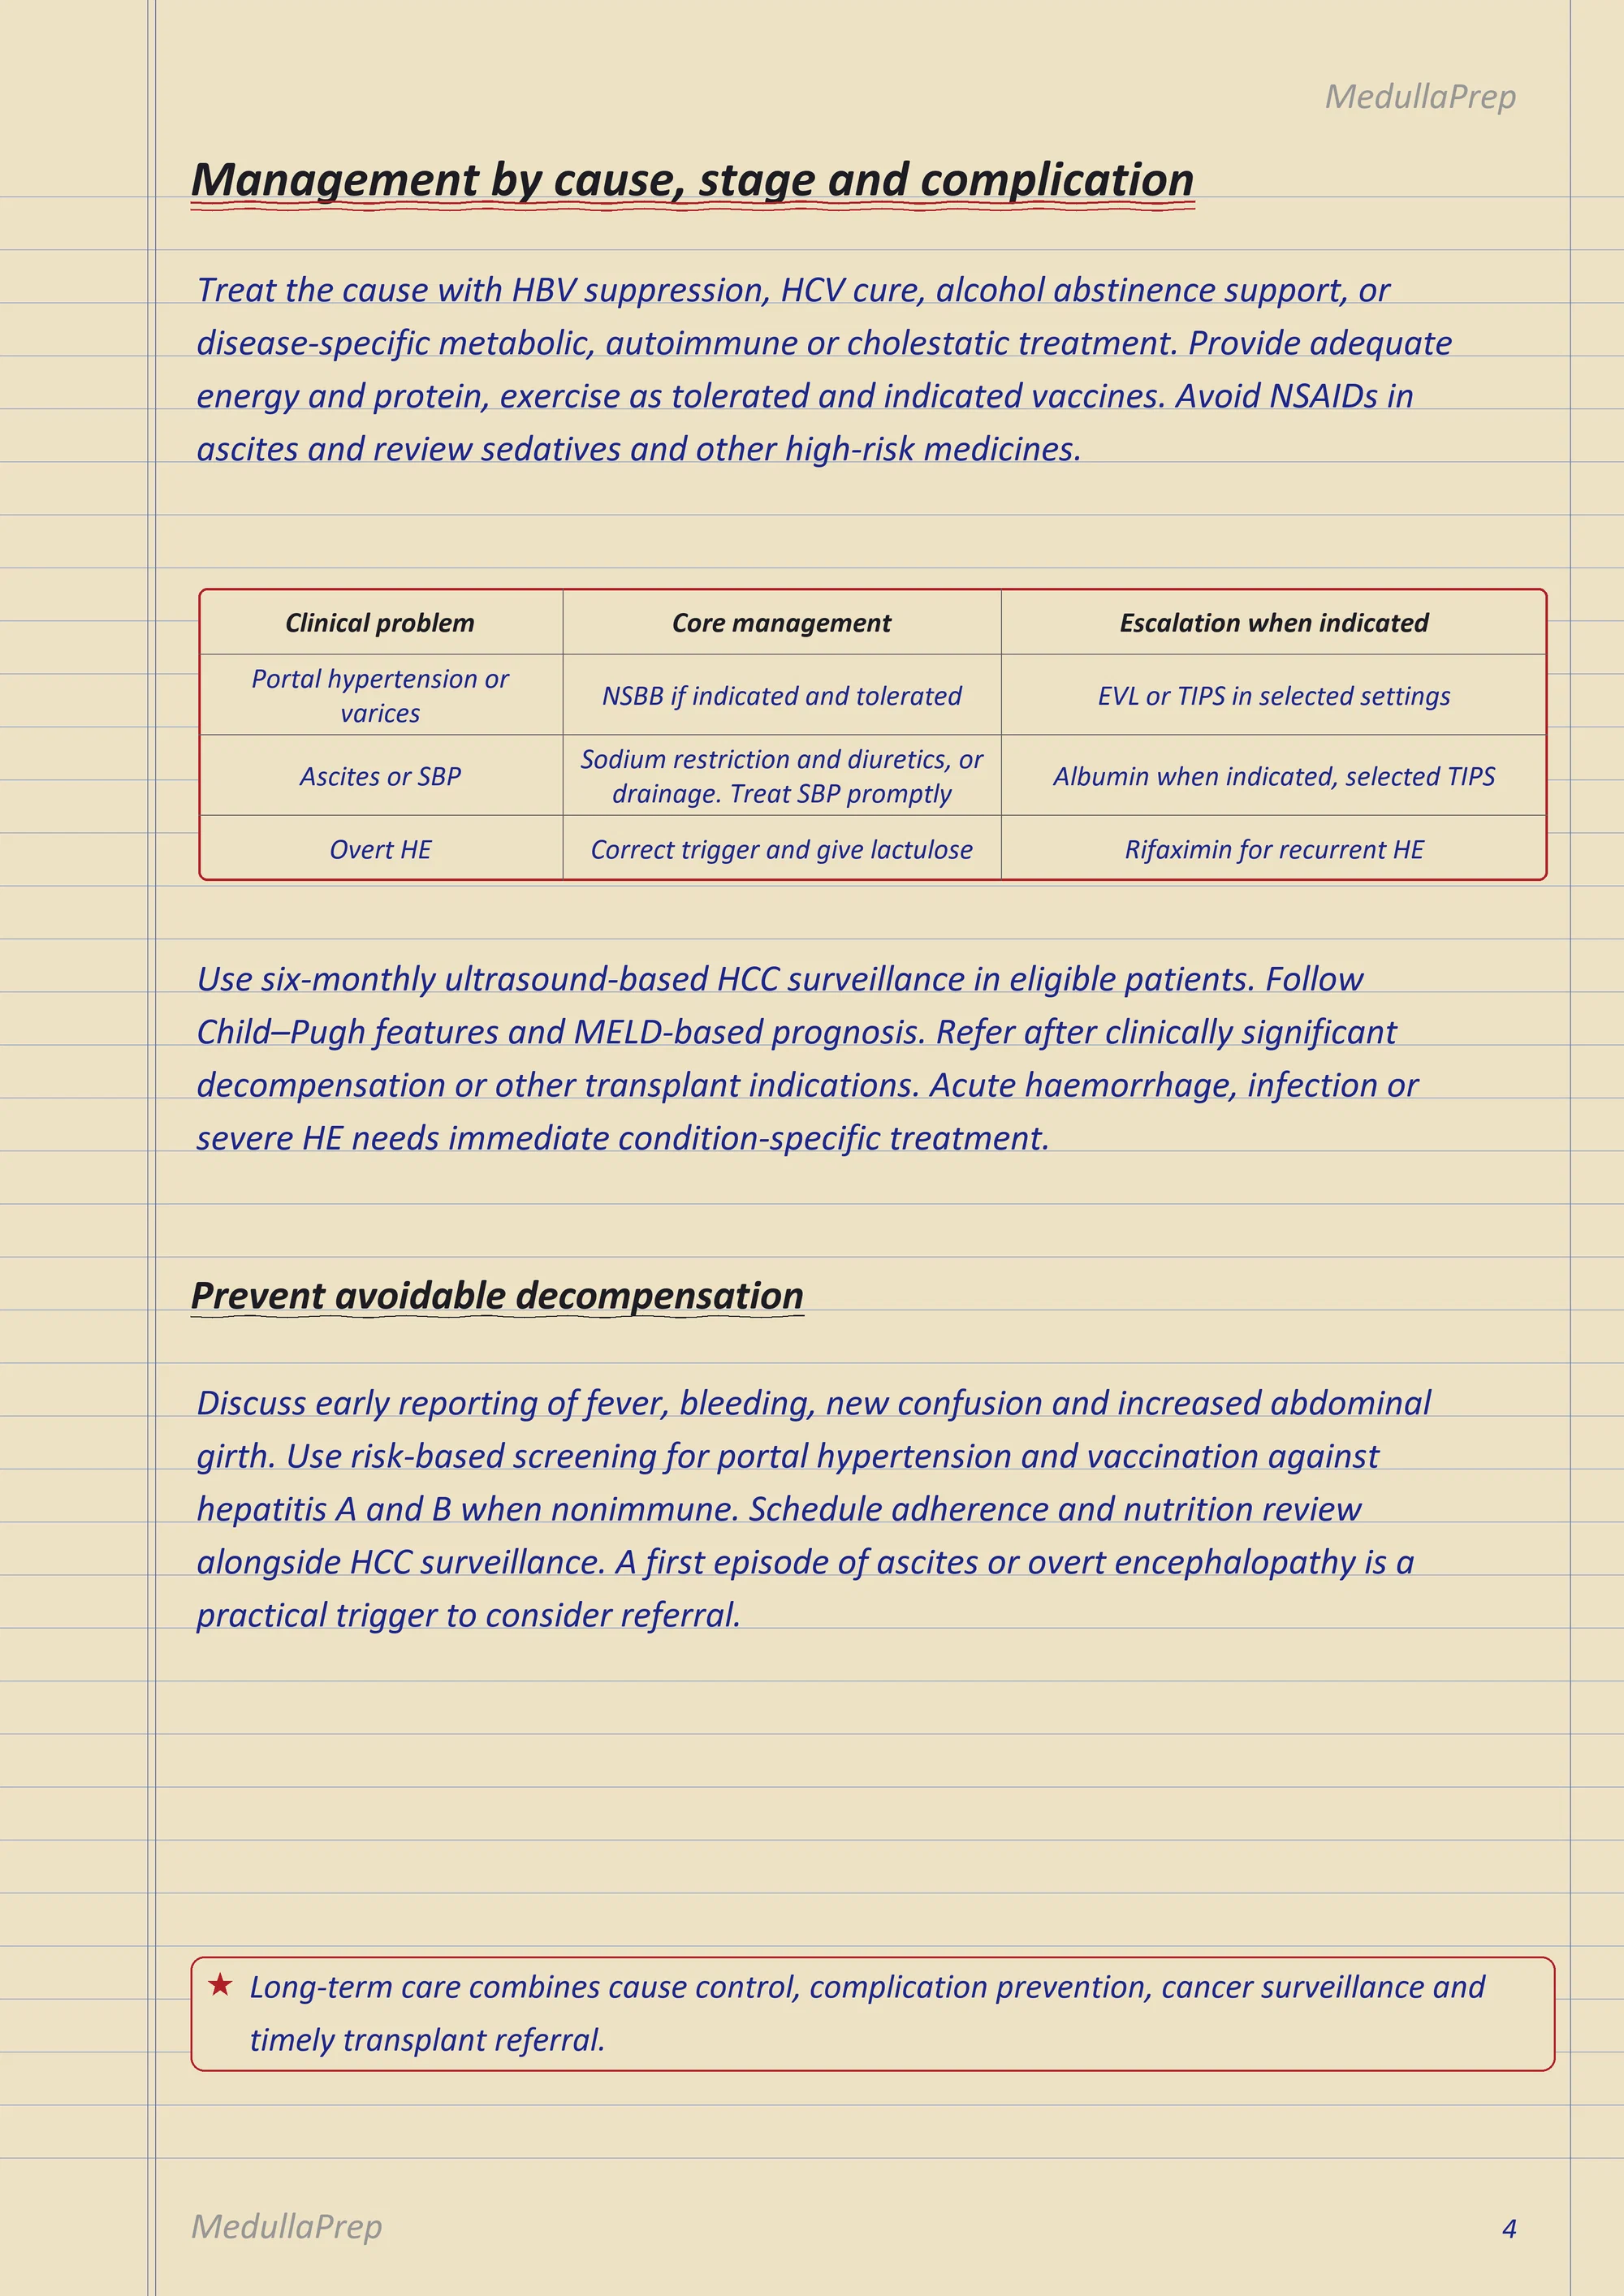 MedullaPrep
Management by cause, stage and complication
Treat the cause with HBV suppression, HCV cure, alcohol abstinence support, or
disease-specific metabolic, autoimmune or cholestatic treatment. Provide adequate
energy and protein, exercise as tolerated and indicated vaccines. Avoid NSAIDs in
ascites and review sedatives and other high-risk medicines.
Clinical problem Core management Escalation when indicated
Portal hypertension or
varices
NSBB if indicated and tolerated
EVL or TIPS in selected settings
Ascites or SBP
Sodium restriction and diuretics, or
drainage. Treat SBP promptly
Albumin when indicated, selected TIPS
Overt HE
Correct trigger and give lactulose
Rifaximin for recurrent HE
Use six-monthly ultrasound-based HCC surveillance in eligible patients. Follow
Child–Pugh features and MELD-based prognosis. Refer after clinically significant
decompensation or other transplant indications. Acute haemorrhage, infection or
severe HE needs immediate condition-specific treatment.
Prevent avoidable decompensation
Discuss early reporting of fever, bleeding, new confusion and increased abdominal
girth. Use risk-based screening for portal hypertension and vaccination against
hepatitis A and B when nonimmune. Schedule adherence and nutrition review
alongside HCC surveillance. A first episode of ascites or overt encephalopathy is a
practical trigger to consider referral.
★ Long-term care combines cause control, complication prevention, cancer surveillance and
timely transplant referral.
MedullaPrep
4